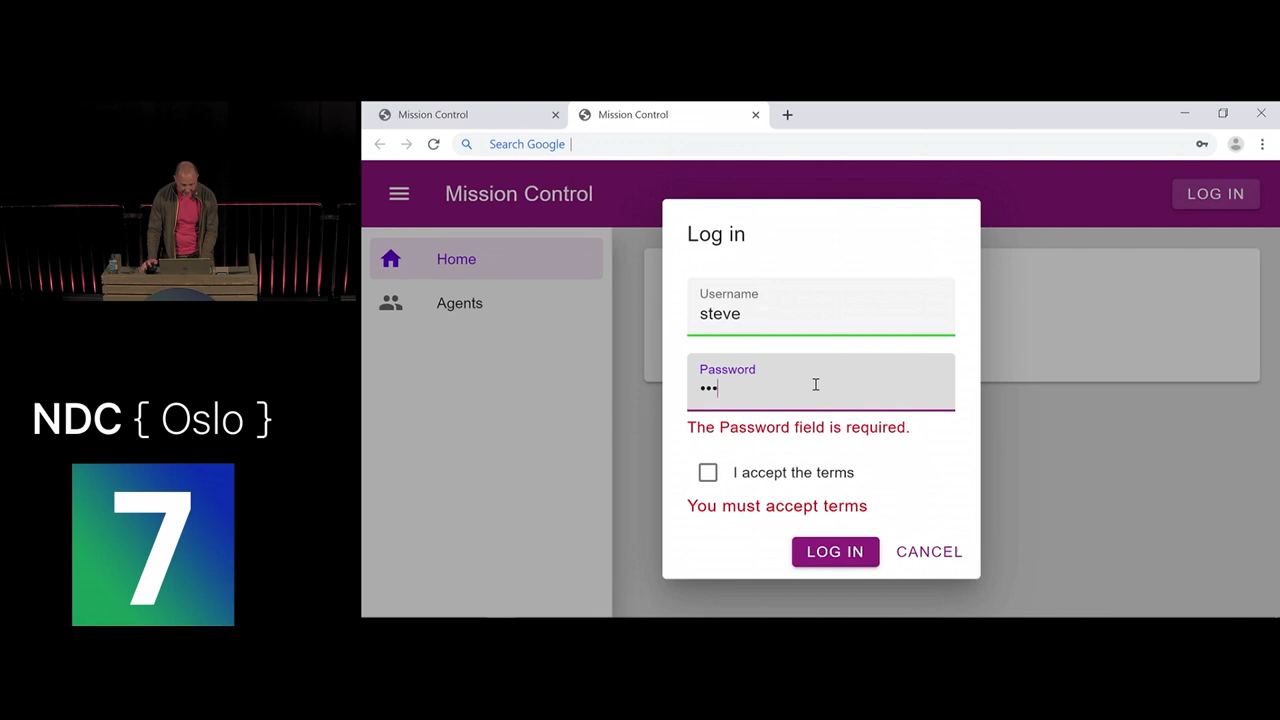 Mission Control
Mission Control
Search Google
Mission Control
LOG IN
Home
Agents
Log in
Username
steve
Password
•••
The Password field is required.
I accept the terms
You must accept terms
LOG IN
CANCEL
NDC { Oslo }
7